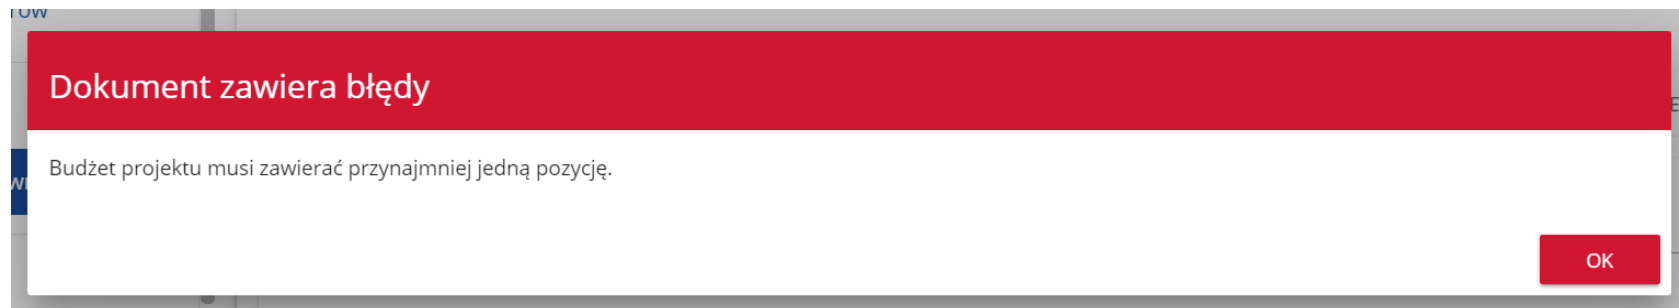 Dokument zawiera błędy
Budżet projektu musi zawierać przynajmniej jedną pozycję.
OK